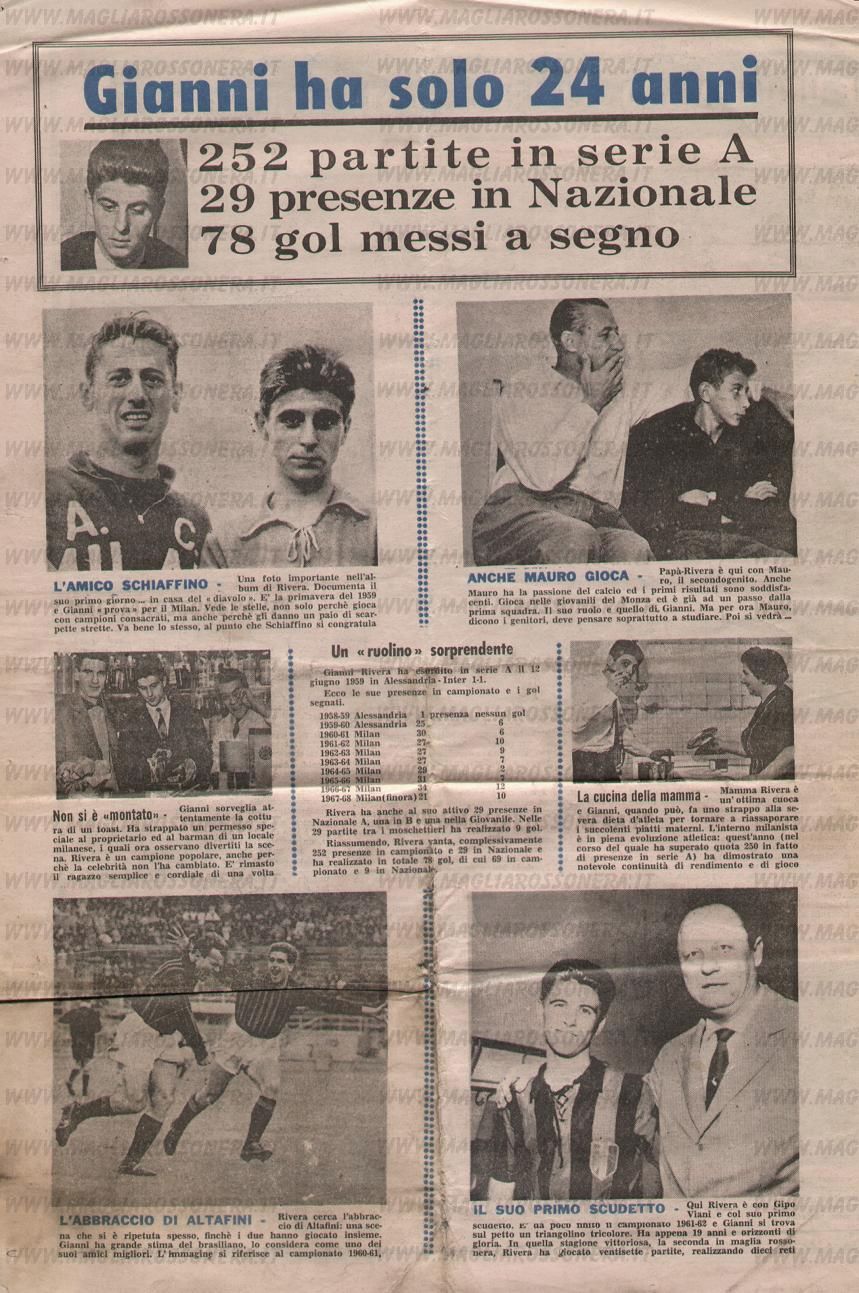 Gianni ha solo 24 anni
252 partite in serie A
29 presenze in Nazionale
78 gol messi a segno
L'AMICO SCHIAFFINO - Una foto importante nell'al-
bum di Rivera. Documenta il
suo primo giorno... in casa del «diavolo». E' la primavera del 1959
e Gianni «prova» per il Milan. Vede le stelle, non solo perchè gioca
con campioni consacrati, ma anche perchè gli danno un paio di scar-
pette strette. Va bene lo stesso, al punto che Schiaffino si congratula
ANCHE MAURO GIOCA - Papà-Rivera è qui con Mau-
ro, il secondogenito. Anche
Mauro ha la passione del calcio ed i primi risultati sono soddisfa-
centi. Gioca nelle giovanili del Monza ed è già ad un passo dalla
prima squadra. Il suo ruolo e quello di Gianni. Ma per ora Mauro,
dicono i genitori, deve pensare soprattutto a studiare. Poi si vedrà ...
Non si è «montato» - Gianni sorveglia at-
tentamente la cottu-
ra di un toast. Ha strappato un permesso spe-
ciale al proprietario ed al barman di un locale
milanese, i quali ora osservano divertiti la sce-
na. Rivera è un campione popolare, anche per-
chè la celebrità non l'ha cambiato. E' rimasto
il ragazzo semplice e cordiale di una volta
Un «ruolino» sorprendente
Gianni Rivera ha esordito in serie A il 12
giugno 1959 in Alessandria-Inter 1-1.
Ecco le sue presenze in campionato e i gol
segnati.
1958-59 Alessandria 1 presenza nessun gol
1959-60 Alessandria 25 6
1960-61 Milan 30 6
1961-62 Milan 27 10
1962-63 Milan 27 9
1963-64 Milan 27 7
1964-65 Milan 29 2
1965-66 Milan 31 7
1966-67 Milan 34 12
1967-68 Milan (finora) 21 10
Rivera ha anche al suo attivo 29 presenze in
Nazionale A, una in B e una nella Giovanile. Nelle
29 partite tra i moschettieri ha realizzato 9 gol.
Riassumendo, Rivera vanta, complessivamente
252 presenze in campionato e 29 in Nazionale e
ha realizzato in totale 78 gol, di cui 69 in cam-
pionato e 9 in Nazionale.
La cucina della mamma - Mamma Rivera è
un'ottima cuoca
e Gianni, quando può, fa uno strappo alla se-
vera dieta d'atleta per tornare a riassaporare
i succulenti piatti materni. L'interno milanista
è in piena evoluzione atletica: quest'anno (nel
corso del quale ha superato quota 250 in fatto
di presenze in serie A) ha dimostrato una
notevole continuità di rendimento e di gioco
L'ABBRACCIO DI ALTAFINI - Rivera cerca l'abbrac-
cio di Altafini: una sce-
na che si è ripetuta spesso, finchè i due hanno giocato insieme.
Gianni ha grande stima del brasiliano, lo considera come uno dei
suoi amici migliori. L'immagine si riferisce al campionato 1960-61,
IL SUO PRIMO SCUDETTO - Qui Rivera è con Gipo
Viani e col suo primo
scudetto. E' da poco finito il campionato 1961-62 e Gianni si trova
sul petto un triangolino tricolore. Ha appena 19 anni e orizzonti di
gloria. In quella stagione vittoriosa, la seconda in maglia rosso-
nera, Rivera ha giocato ventisette partite, realizzando dieci reti
A. C.
WWW.MAGLIAROSSONERA.IT